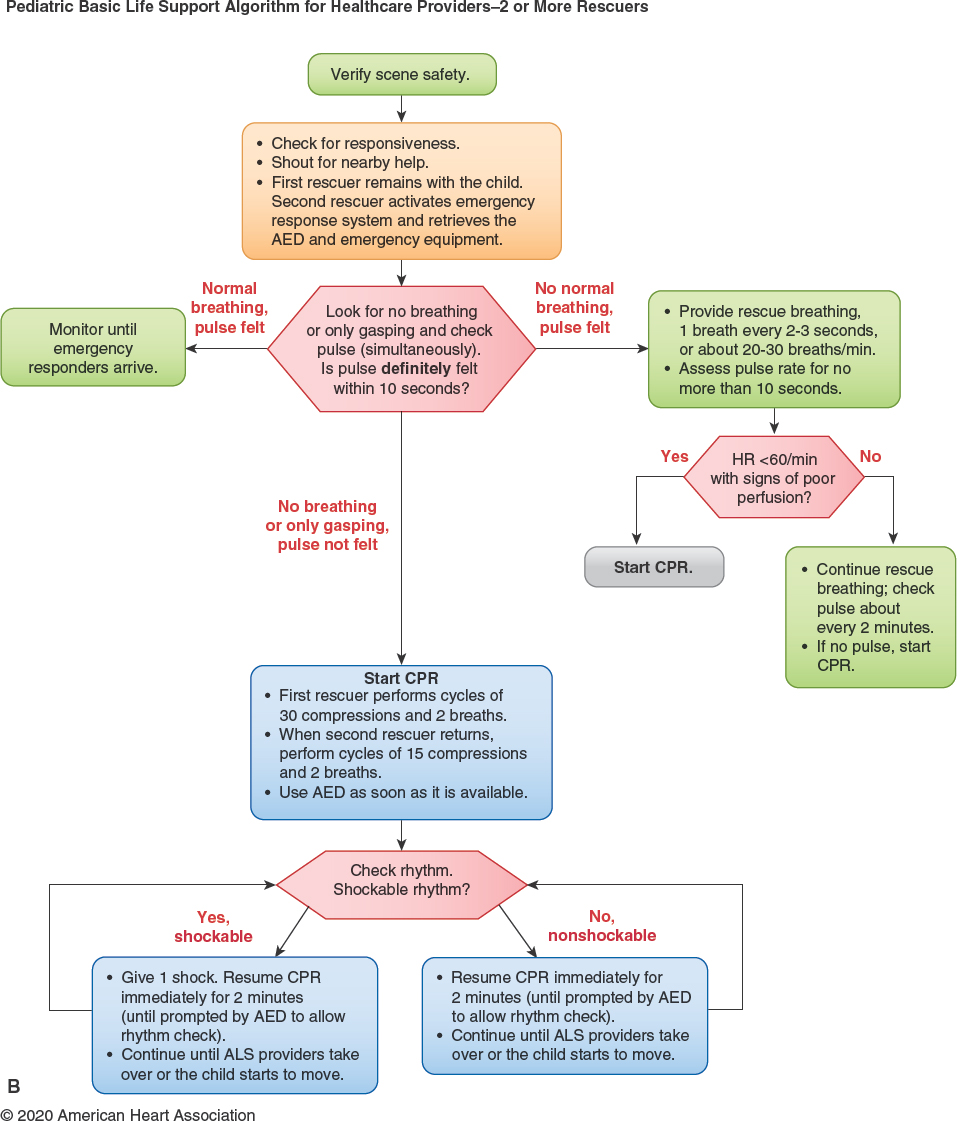 Pediatric Basic Life Support Algorithm for Healthcare Providers–2 or More Rescuers
Verify scene safety.
• Check for responsiveness.
• Shout for nearby help.
• First rescuer remains with the child.
Second rescuer activates emergency
response system and retrieves the
AED and emergency equipment.
Normal
breathing,
pulse felt
No normal
breathing,
pulse felt
Monitor until
emergency
responders arrive.
Look for no breathing
or only gasping and check
pulse (simultaneously).
Is pulse definitely felt
within 10 seconds?
• Provide rescue breathing,
1 breath every 2-3 seconds,
or about 20-30 breaths/min.
• Assess pulse rate for no
more than 10 seconds.
Yes
HR <60/min
with signs of poor
perfusion?
No
No breathing
or only gasping,
pulse not felt
Start CPR.
• Continue rescue
breathing; check
pulse about
every 2 minutes.
• If no pulse, start
CPR.
Start CPR
• First rescuer performs cycles of
30 compressions and 2 breaths.
• When second rescuer returns,
perform cycles of 15 compressions
and 2 breaths.
• Use AED as soon as it is available.
Check rhythm.
Shockable rhythm?
Yes,
shockable
No,
nonshockable
• Give 1 shock. Resume CPR
immediately for 2 minutes
(until prompted by AED to allow
rhythm check).
• Continue until ALS providers take
over or the child starts to move.
• Resume CPR immediately for
2 minutes (until prompted by AED
to allow rhythm check).
• Continue until ALS providers take
over or the child starts to move.
B
© 2020 American Heart Association